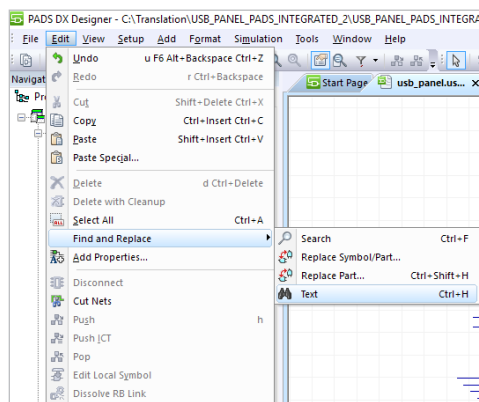 PADS DX Designer - C:\Translation\USB_PANEL_PADS_INTEGRATED_2\USB_PANEL_PADS_INTEGRA
File Edit View Setup Add Format Simulation Tools Window Help
Undo u F6 Alt+Backspace Ctrl+Z
Navigat Redo r Ctrl+Backspace Start Page usb_panel.us...
Pr Cut Shift+Delete Ctrl+X
Copy Ctrl+Insert Ctrl+C
Paste Shift+Insert Ctrl+V
Paste Special...
Delete d Ctrl+Delete
Delete with Cleanup
Select All Ctrl+A
Find and Replace Search Ctrl+F
Add Properties... Replace Symbol/Part...
Replace Part... Ctrl+Shift+H
Disconnect Text Ctrl+H
Cut Nets
Push h
Push ICT
Pop
Edit Local Symbol
Dissolve RB Link